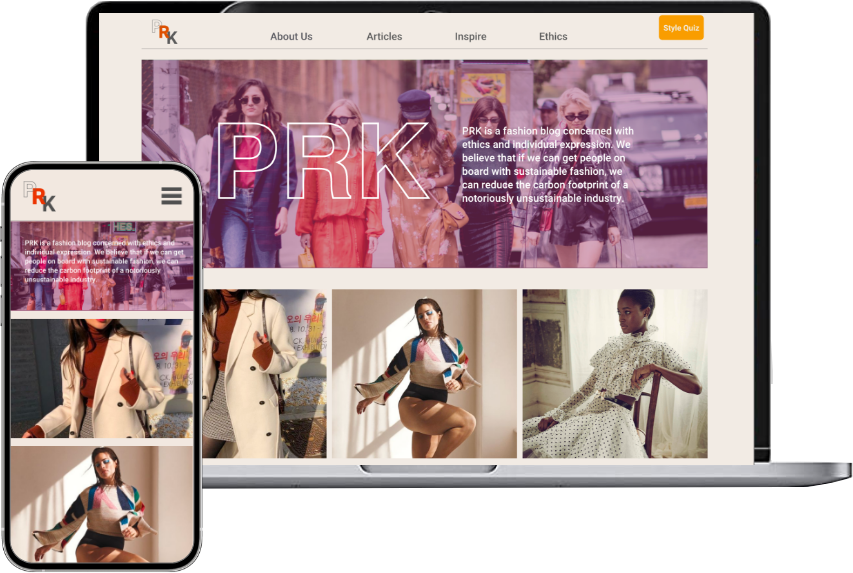 PRK
About Us
Articles
Inspire
Ethics
Style Quiz
PRK
PRK is a fashion blog concerned with
ethics and individual expression. We
believe that if we can get people on
board with sustainable fashion, we
can reduce the carbon footprint of a
notoriously unsustainable industry.
PRK
PRK is a fashion blog concerned with ethics and
individual expression. We believe that if we can get
people on board with sustainable fashion, we can
reduce the carbon footprint of a notoriously
unsustainable industry.